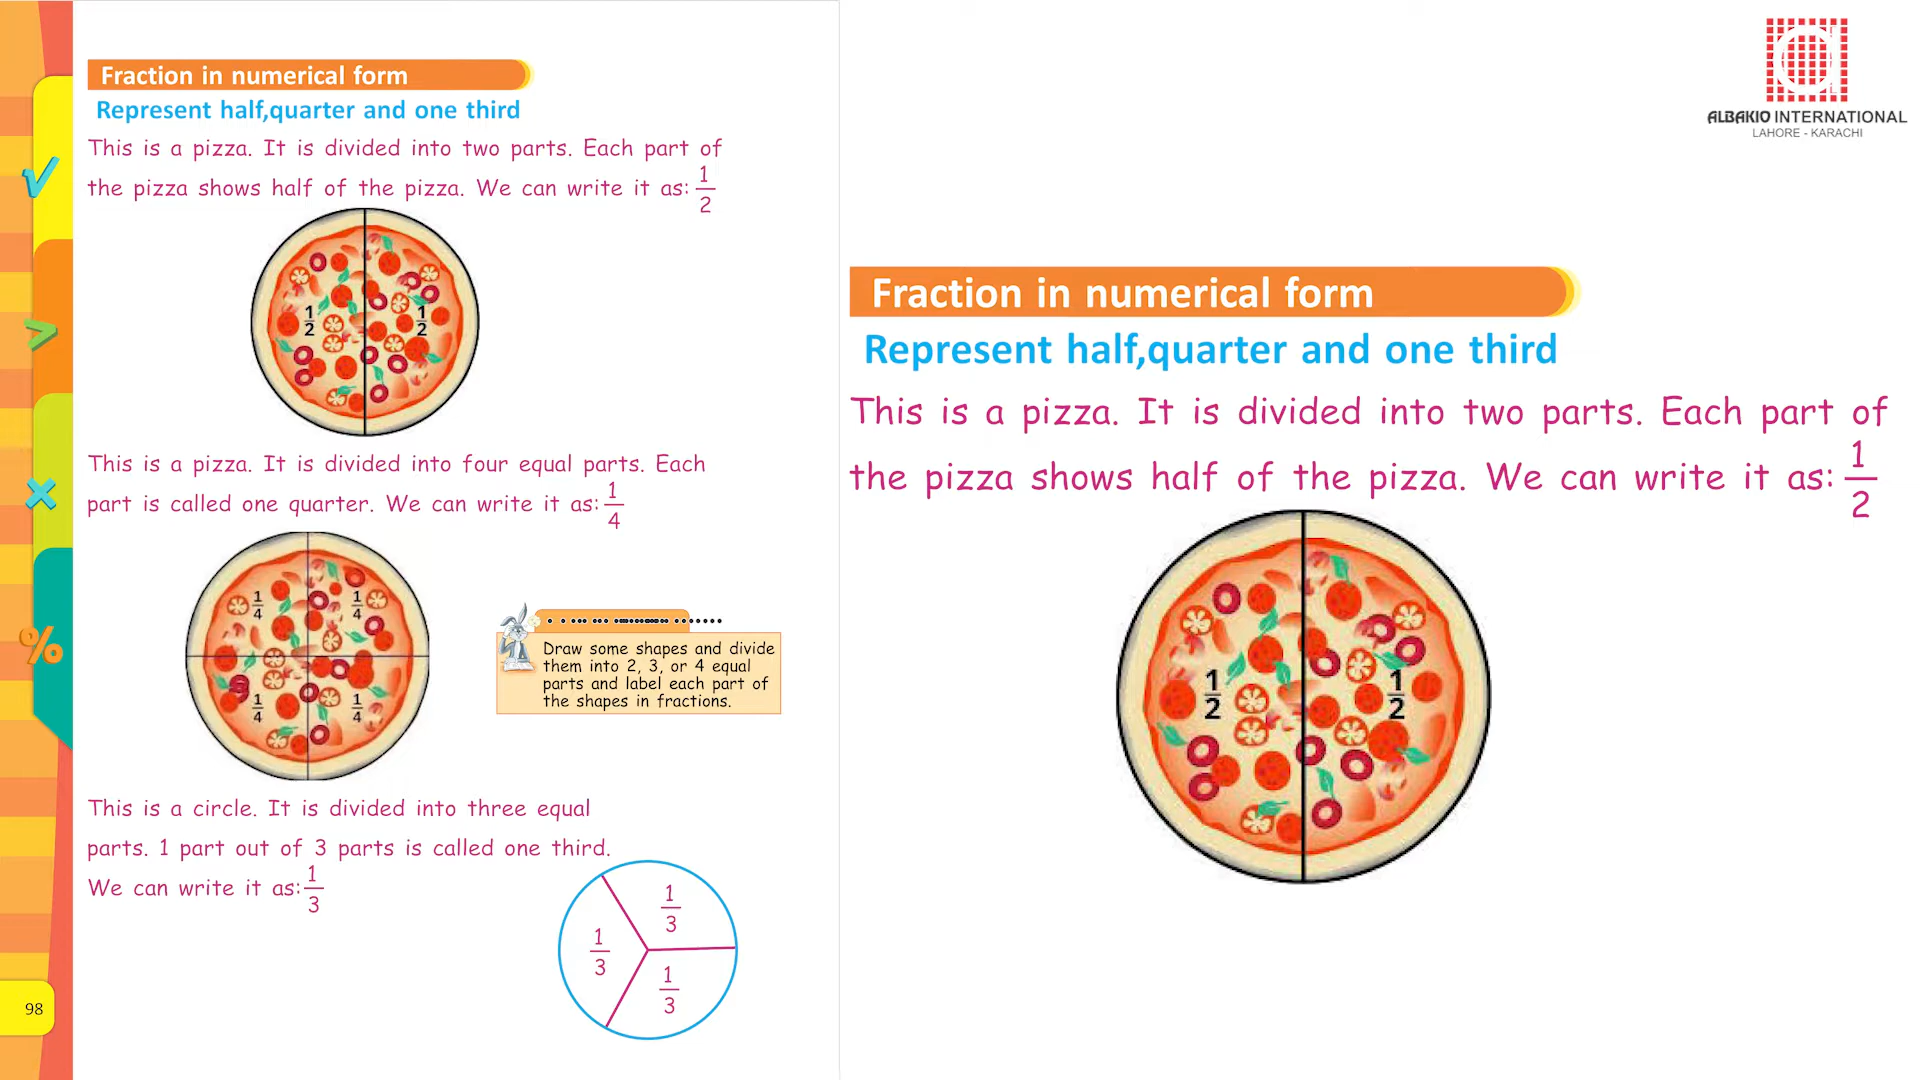 Fraction in numerical form
Represent half,quarter and one third
This is a pizza. It is divided into two parts. Each part of
the pizza shows half of the pizza. We can write it as: 1/2
1/2 1/2
This is a pizza. It is divided into four equal parts. Each
part is called one quarter. We can write it as: 1/4
1/4 1/4
1/4 1/4
Draw some shapes and divide
them into 2, 3, or 4 equal
parts and label each part of
the shapes in fractions.
This is a circle. It is divided into three equal
parts. 1 part out of 3 parts is called one third.
We can write it as: 1/3
1/3
1/3
1/3
√
>
×
%
98
ALBAKIO INTERNATIONAL
LAHORE - KARACHI
Fraction in numerical form
Represent half,quarter and one third
This is a pizza. It is divided into two parts. Each part of
the pizza shows half of the pizza. We can write it as: 1/2
1/2 1/2